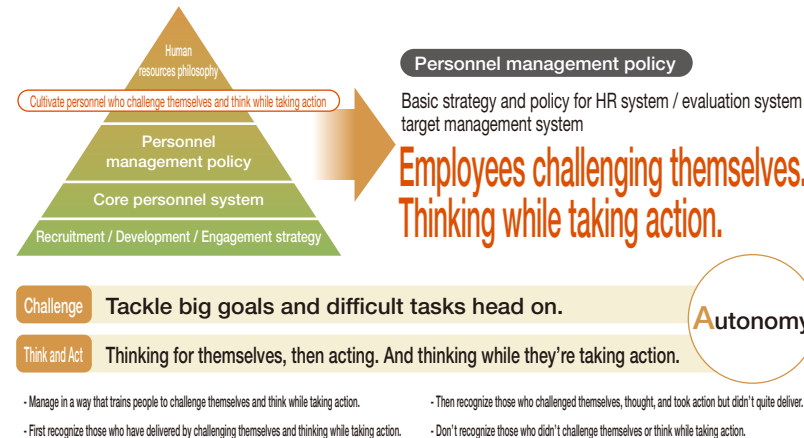 Human
resources philosophy
Cultivate personnel who challenge themselves and think while taking action
Personnel
management policy
Core personnel system
Recruitment / Development / Engagement strategy
Personnel management policy
Basic strategy and policy for HR system / evaluation system
target management system
Employees challenging themselves.
Thinking while taking action.
Challenge
Tackle big goals and difficult tasks head on.
Think and Act
Thinking for themselves, then acting. And thinking while they're taking action.
Autonomy
- Manage in a way that trains people to challenge themselves and think while taking action.
- First recognize those who have delivered by challenging themselves and thinking while taking action.
- Then recognize those who challenged themselves, thought, and took action but didn't quite deliver.
- Don't recognize those who didn't challenge themselves or think while taking action.